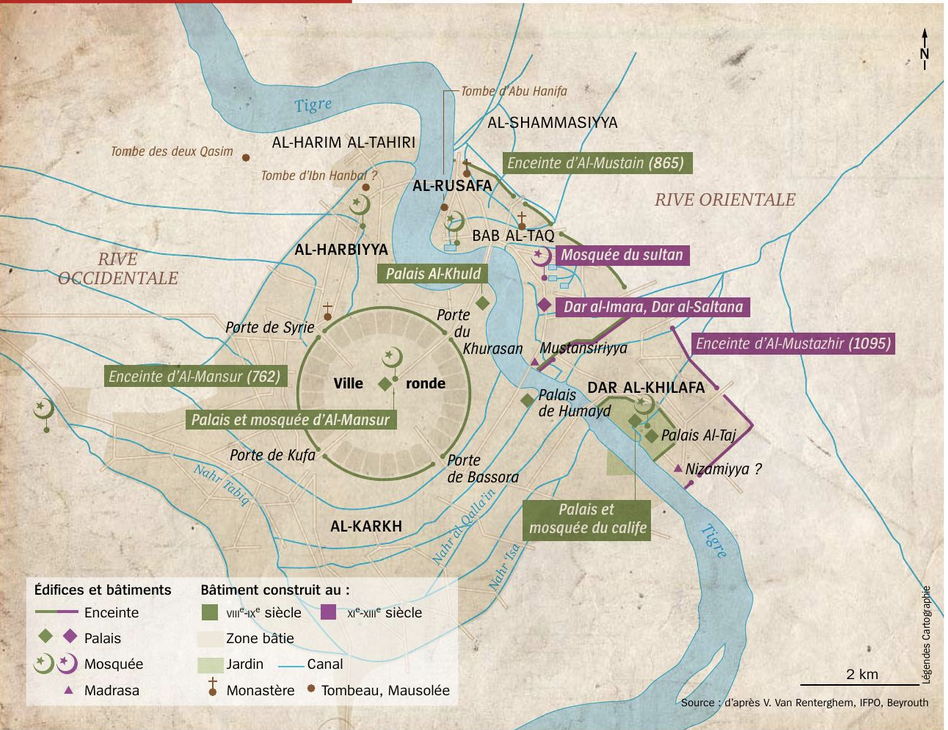 N
Tigre
Tombe d'Abu Hanifa
AL-SHAMMASIYYA
AL-HARIM AL-TAHIRI
Tombe des deux Qasim
Enceinte d'Al-Mustain (865)
Tombe d'Ibn Hanbal ?
AL-RUSAFA
RIVE ORIENTALE
BAB AL-TAQ
AL-HARBIYYA
Mosquée du sultan
RIVE
OCCIDENTALE
Palais Al-Khuld
Dar al-Imara, Dar al-Saltana
Porte de Syrie
Porte
du
Khurasan
Mustansiriyya
Enceinte d'Al-Mustazhir (1095)
Enceinte d'Al-Mansur (762)
Ville ronde
DAR AL-KHILAFA
Palais
de Humayd
Palais et mosquée d'Al-Mansur
Palais Al-Taj
Porte de Kufa
Porte
de Bassora
Nizamiyya ?
Nahr Tabiq
Nahr al Qalla'in
Palais et
mosquée du calife
AL-KARKH
Nahr 'Isa
Tigre
Édifices et bâtiments
Enceinte
Palais
Mosquée
Madrasa
Bâtiment construit au :
VIIIe-IXe siècle
XIe-XIIIe siècle
Zone bâtie
Jardin
Canal
Monastère
Tombeau, Mausolée
2 km
Légendes Cartographie
Source : d'après V. Van Renterghem, IFPO, Beyrouth